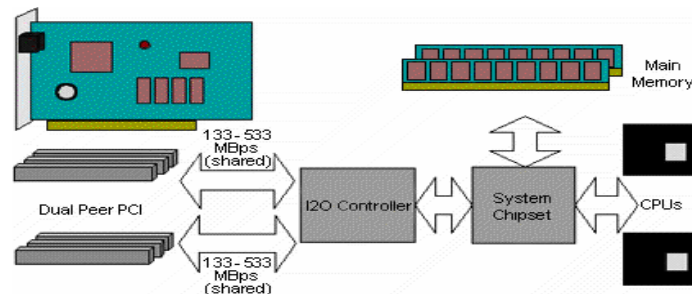 Main
Memory
133 - 533
MBps
(shared)
Dual Peer PCI
I2O Controller
System
Chipset
CPUs
133 - 533
MBps
(shared)